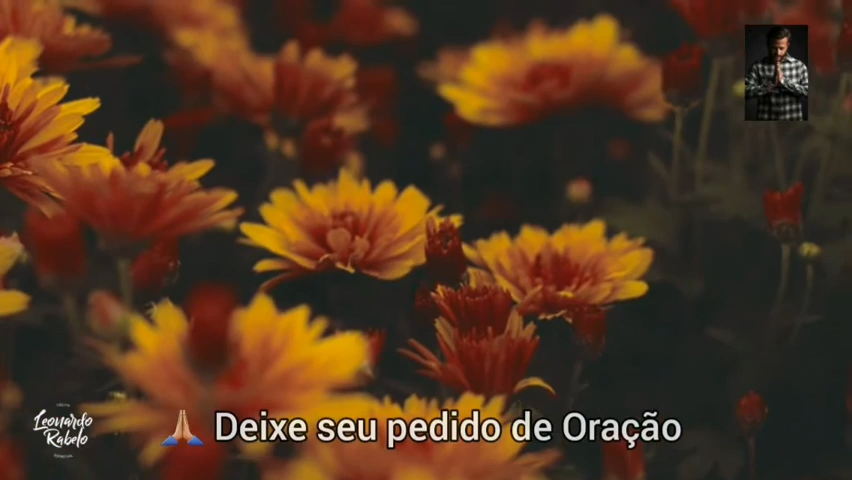 Leonardo
Rabelo
🙏 Deixe seu pedido de Oração